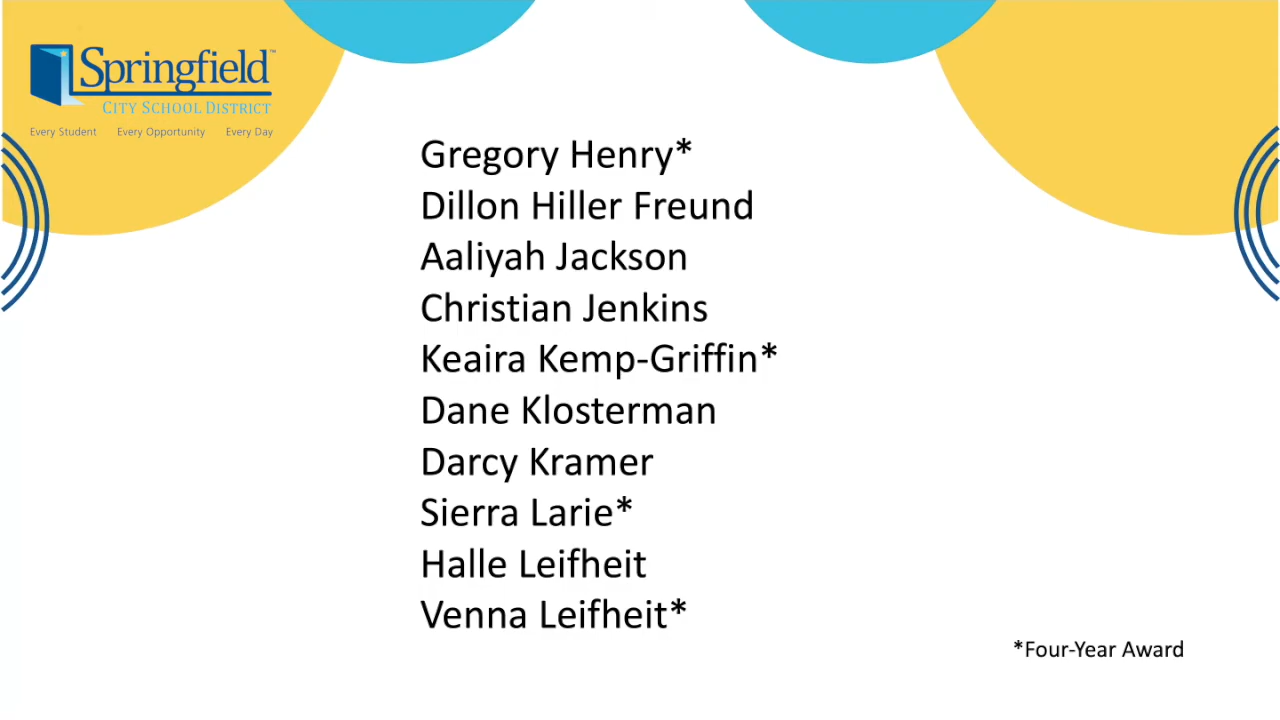 Springfield™
CITY SCHOOL DISTRICT
Every Student Every Opportunity Every Day
Gregory Henry*
Dillon Hiller Freund
Aaliyah Jackson
Christian Jenkins
Keaira Kemp-Griffin*
Dane Klosterman
Darcy Kramer
Sierra Larie*
Halle Leifheit
Venna Leifheit*
*Four-Year Award